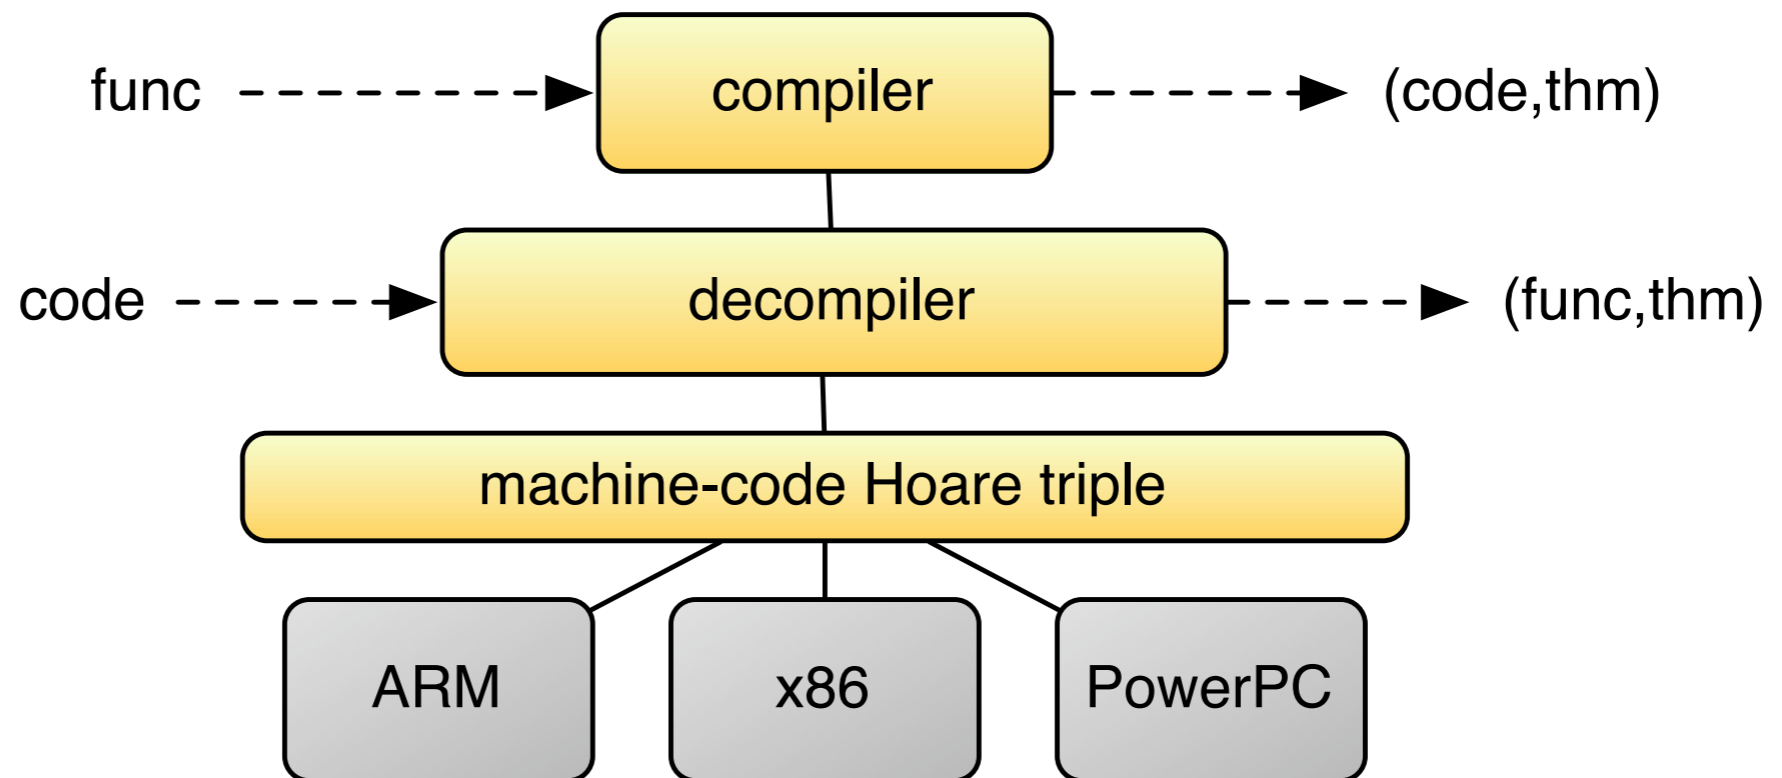 func
compiler
(code,thm)
code
decompiler
(func,thm)
machine-code Hoare triple
ARM
x86
PowerPC